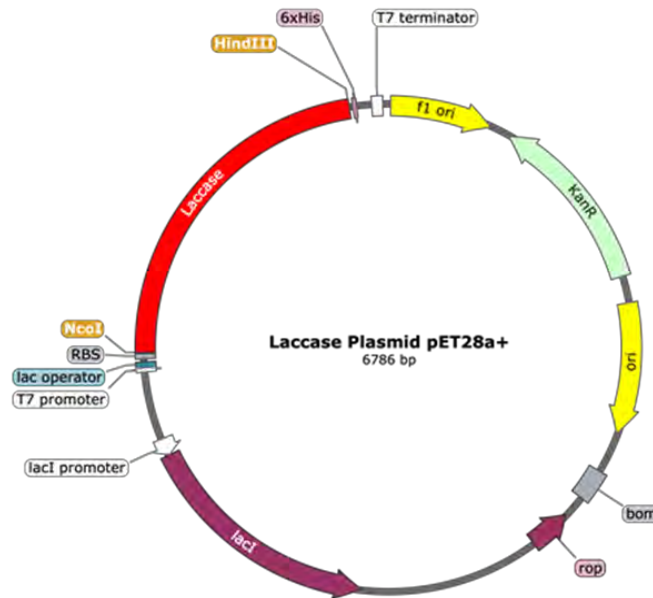 6xHis
T7 terminator
HindIII
f1 ori
KanR
Laccase
NcoI
RBS
lac operator
T7 promoter
Laccase Plasmid pET28a+
6786 bp
ori
lacI promoter
lacI
bom
rop